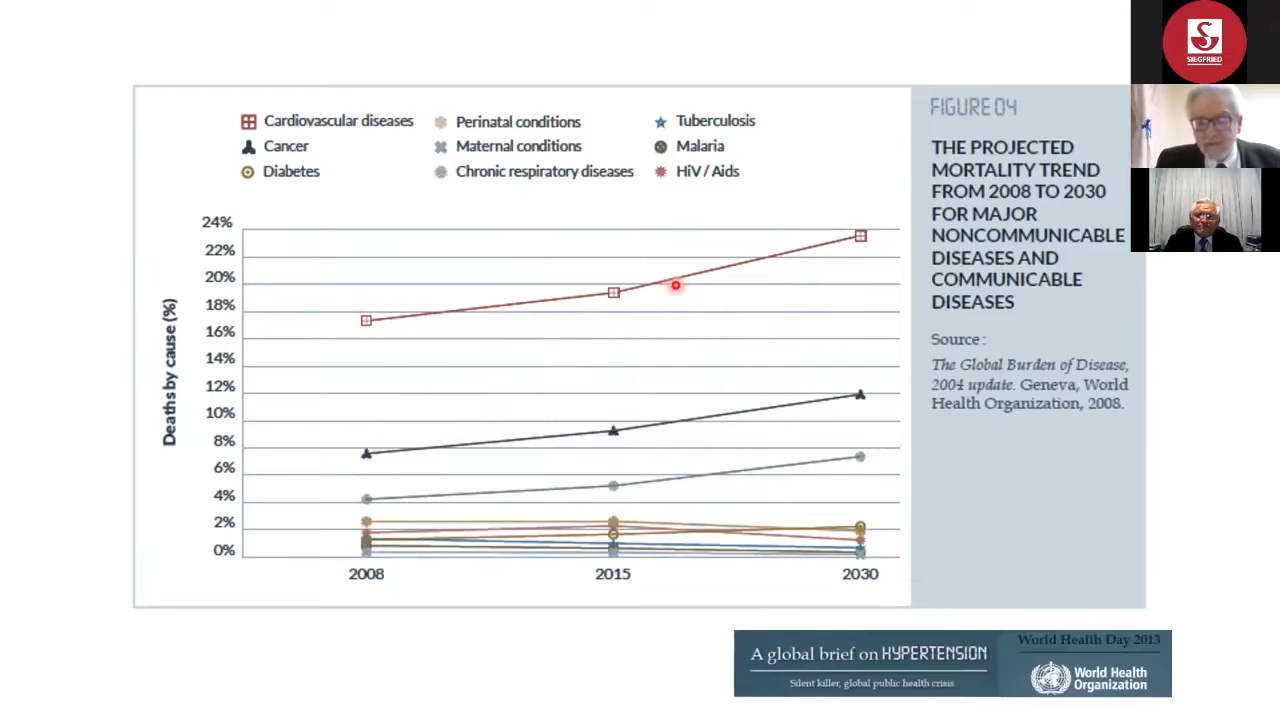 SIEGFRIED
Cardiovascular diseases
Perinatal conditions
Tuberculosis
Cancer
Maternal conditions
Malaria
Diabetes
Chronic respiratory diseases
HiV / Aids
24%
22%
20%
18%
16%
14%
12%
10%
8%
6%
4%
2%
0%
Deaths by cause (%)
2008
2015
2030
FIGURE 04
THE PROJECTED
MORTALITY TREND
FROM 2008 TO 2030
FOR MAJOR
NONCOMMUNICABLE
DISEASES AND
COMMUNICABLE
DISEASES
Source:
The Global Burden of Disease,
2004 update. Geneva, World
Health Organization, 2008.
A global brief on HYPERTENSION
Silent killer, global public health crisis
World Health Day 2013
World Health
Organization